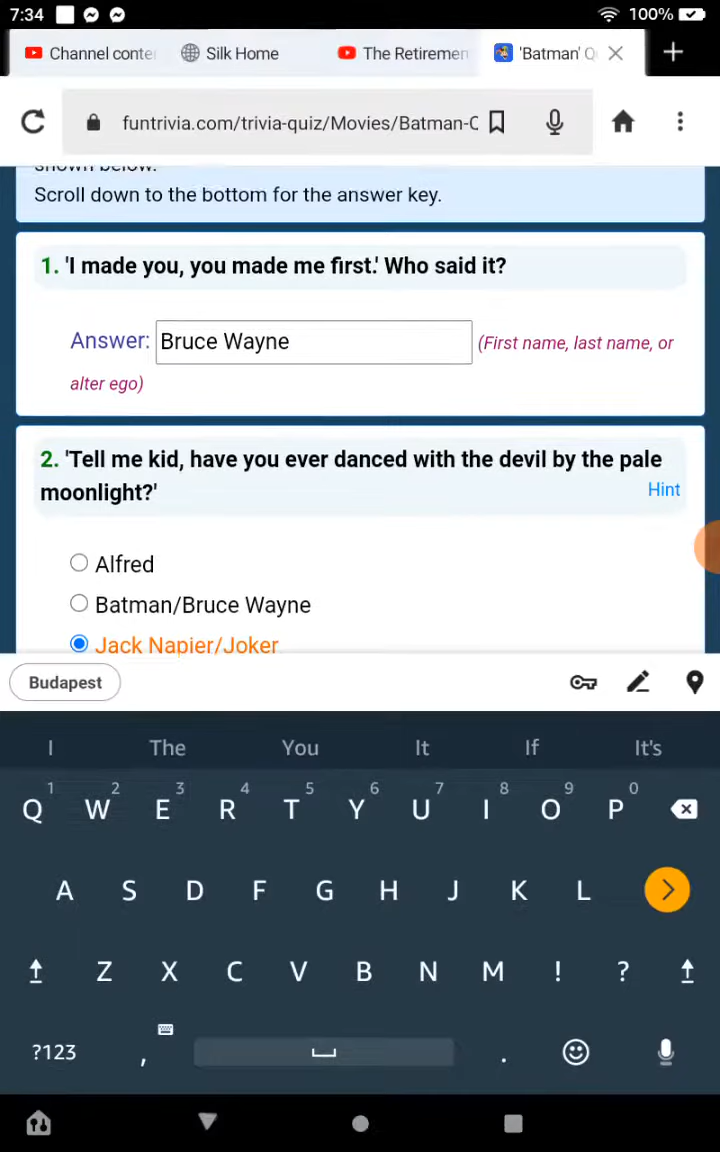 7:34 100%
Channel conte Silk Home The Retiremen 'Batman' Q
funtrivia.com/trivia-quiz/Movies/Batman-C
shown below.
Scroll down to the bottom for the answer key.
1. 'I made you, you made me first.' Who said it?
Answer: Bruce Wayne (First name, last name, or
alter ego)
2. 'Tell me kid, have you ever danced with the devil by the pale
moonlight?' Hint
Alfred
Batman/Bruce Wayne
Jack Napier/Joker
Budapest
I The You It If It's
1 2 3 4 5 6 7 8 9 0
Q W E R T Y U I O P
A S D F G H J K L
Z X C V B N M ! ?
?123 , .